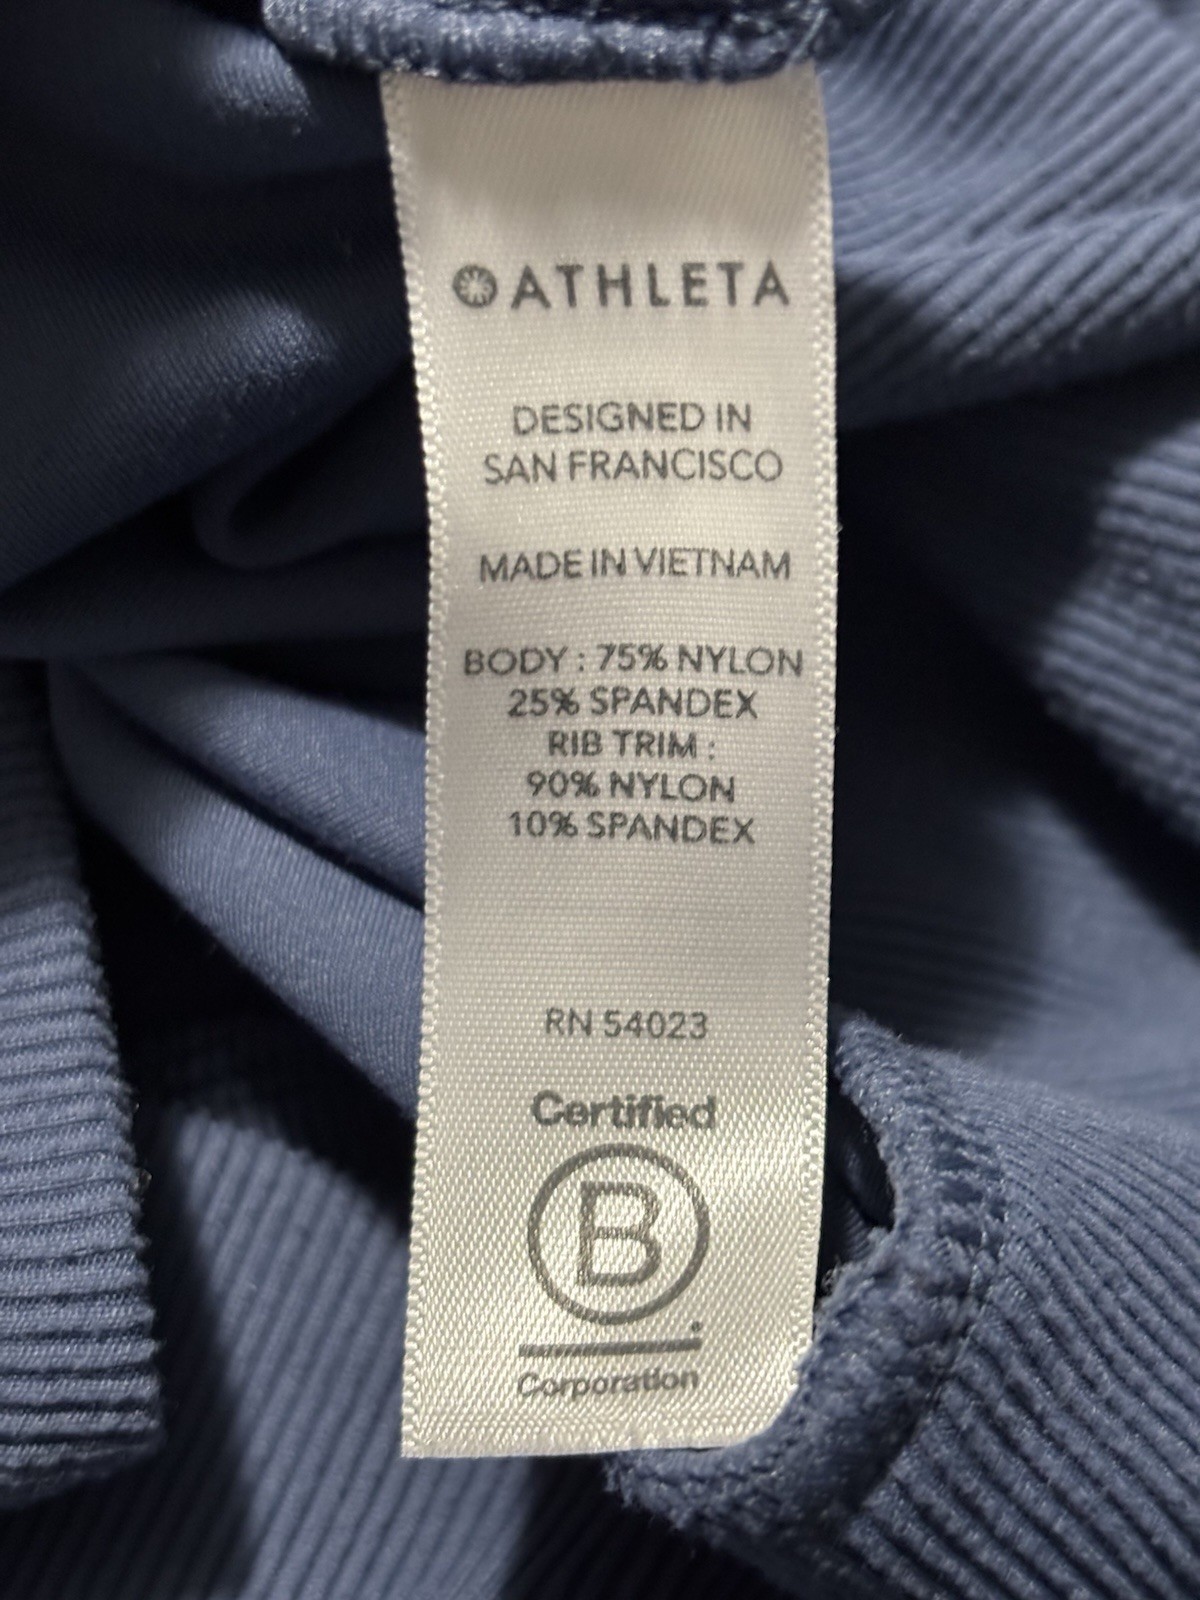 ATHLETA
DESIGNED IN
SAN FRANCISCO
MADE IN VIETNAM
BODY : 75% NYLON
25% SPANDEX
RIB TRIM :
90% NYLON
10% SPANDEX
RN 54023
Certified
B
Corporation